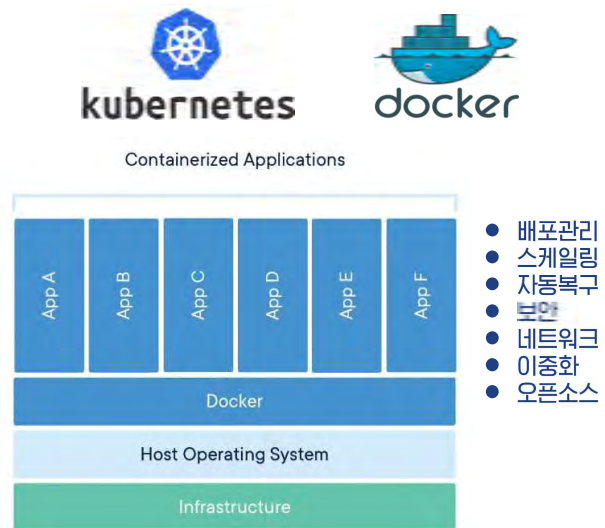 kubernetes
docker
Containerized Applications
App A
App B
App C
App D
App E
App F
Docker
Host Operating System
Infrastructure
● 배포관리
● 스케일링
● 자동복구
●
● 네트워크
● 이중화
● 오픈소스